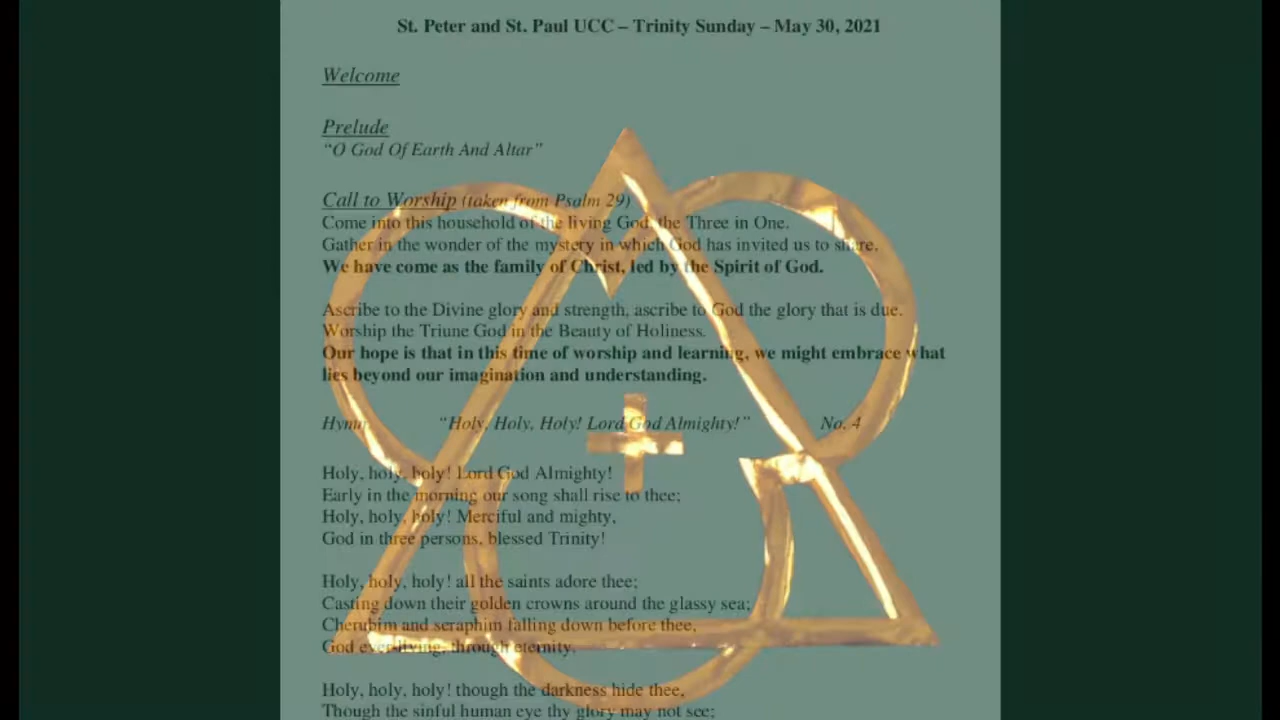 St. Peter and St. Paul UCC – Trinity Sunday – May 30, 2021
Welcome
Prelude
“O God Of Earth And Altar”
Call to Worship (taken from Psalm 29)
Come into this household of the living God, the Three in One.
Gather in the wonder of the mystery in which God has invited us to share.
We have come as the family of Christ, led by the Spirit of God.
Ascribe to the Divine glory and strength, ascribe to God the glory that is due.
Worship the Triune God in the Beauty of Holiness.
Our hope is that in this time of worship and learning, we might embrace what
lies beyond our imagination and understanding.
Hymn “Holy, Holy, Holy! Lord God Almighty!” No. 4
Holy, holy, holy! Lord God Almighty!
Early in the morning our song shall rise to thee;
Holy, holy, holy! Merciful and mighty,
God in three persons, blessed Trinity!
Holy, holy, holy! all the saints adore thee;
Casting down their golden crowns around the glassy sea;
Cherubim and seraphim falling down before thee,
God ever-living, through eternity.
Holy, holy, holy! though the darkness hide thee,
Though the sinful human eye thy glory may not see;